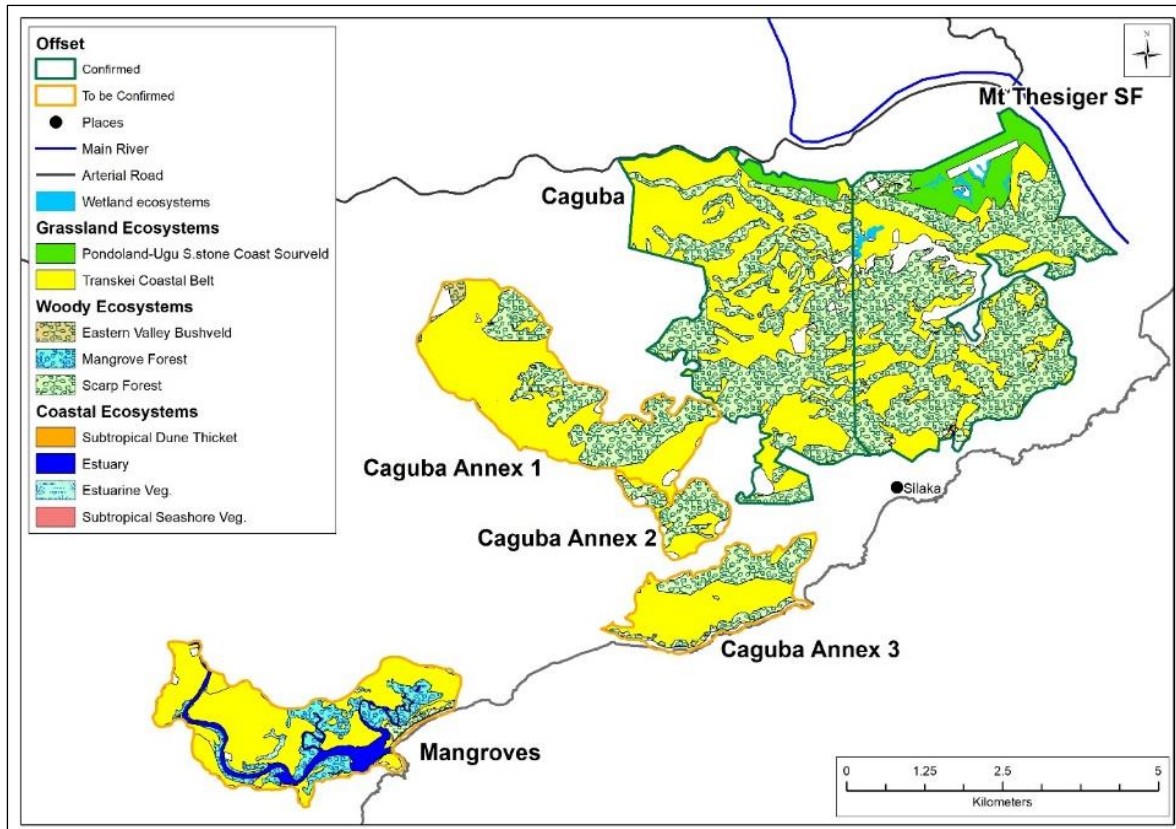 Offset
Confirmed
To be Confirmed
Places
Main River
Arterial Road
Wetland ecosystems
Grassland Ecosystems
Pondoland-Ugu S.stone Coast Sourveld
Transkei Coastal Belt
Woody Ecosystems
Eastern Valley Bushveld
Mangrove Forest
Scarp Forest
Coastal Ecosystems
Subtropical Dune Thicket
Estuary
Estuarine Veg.
Subtropical Seashore Veg.
N
Mt Thesiger SF
Caguba
Caguba Annex 1
Silaka
Caguba Annex 2
Caguba Annex 3
Mangroves
0 1.25 2.5 5
Kilometers